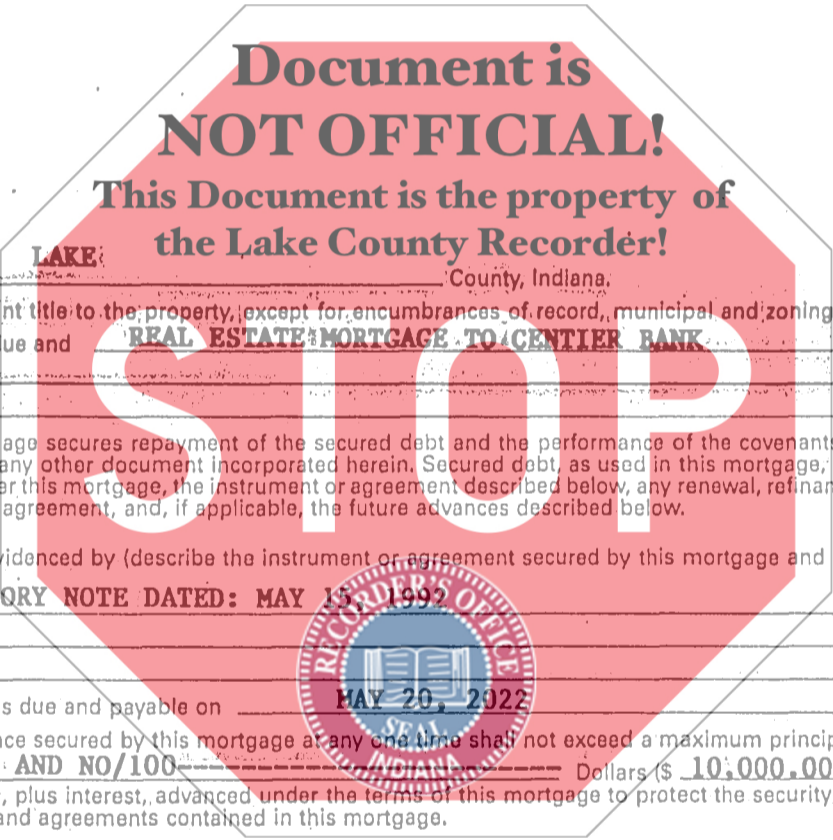 Document is
NOT OFFICIAL!
This Document is the property of
the Lake County Recorder!
LAKE
County, Indiana.
nt title to the property, except for encumbrances of record, municipal and zoning
ue and REAL ESTATE MORTGAGE TO CENTIER BANK
STOP
age secures repayment of the secured debt and the performance of the covenants
any other document incorporated herein. Secured debt, as used in this mortgage,
er this mortgage, the instrument or agreement described below, any renewal, refinan
agreement, and, if applicable, the future advances described below.
videnced by (describe the instrument or agreement secured by this mortgage and
ORY NOTE DATED: MAY 15, 1992
RECORDER'S OFFICE
s due and payable on MAY 20, 2022
SEAL
INDIANA
ce secured by this mortgage at any one time shall not exceed a maximum princip
AND NO/100 Dollars ($ 10,000.00
, plus interest, advanced under the terms of this mortgage to protect the security
and agreements contained in this mortgage.